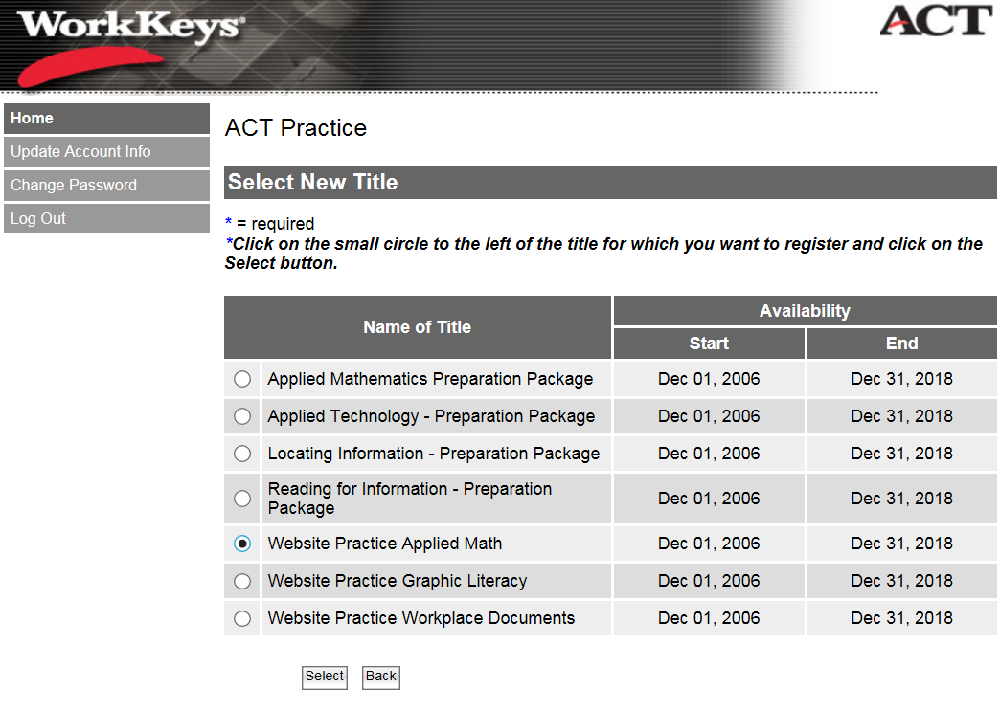 WorkKeys®
ACT
Home
Update Account Info
Change Password
Log Out
ACT Practice
Select New Title
* = required
*Click on the small circle to the left of the title for which you want to register and click on the
Select button.
Name of Title
Availability
Start End
Applied Mathematics Preparation Package Dec 01, 2006 Dec 31, 2018
Applied Technology - Preparation Package Dec 01, 2006 Dec 31, 2018
Locating Information - Preparation Package Dec 01, 2006 Dec 31, 2018
Reading for Information - Preparation
Package Dec 01, 2006 Dec 31, 2018
Website Practice Applied Math Dec 01, 2006 Dec 31, 2018
Website Practice Graphic Literacy Dec 01, 2006 Dec 31, 2018
Website Practice Workplace Documents Dec 01, 2006 Dec 31, 2018
Select Back